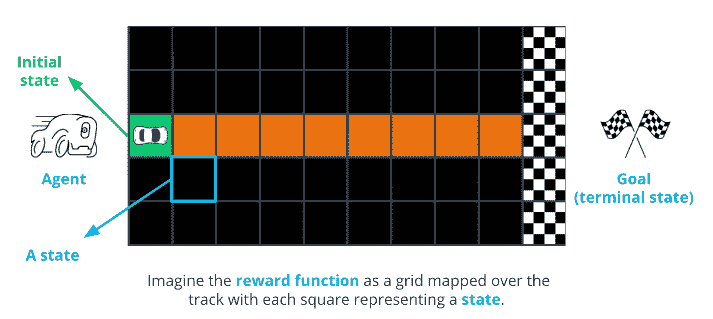 Initial
state
Agent
A state
Goal
(terminal state)
Imagine the reward function as a grid mapped over the
track with each square representing a state.